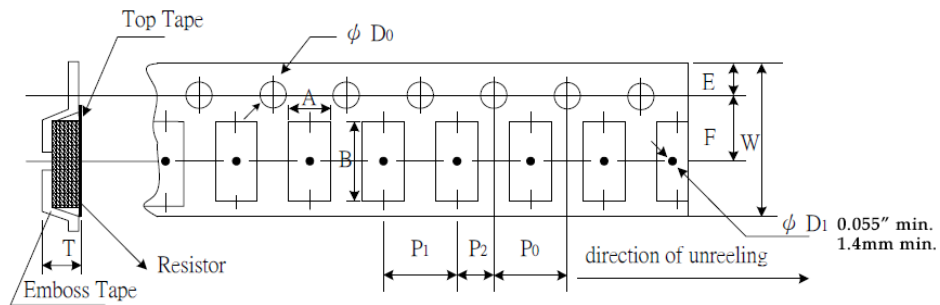 Top Tape
ϕ D0
A
E
F
W
B
ϕ D1 0.055″ min.
1.4mm min.
T
P1
P2
P0
direction of unreeling
Resistor
Emboss Tape